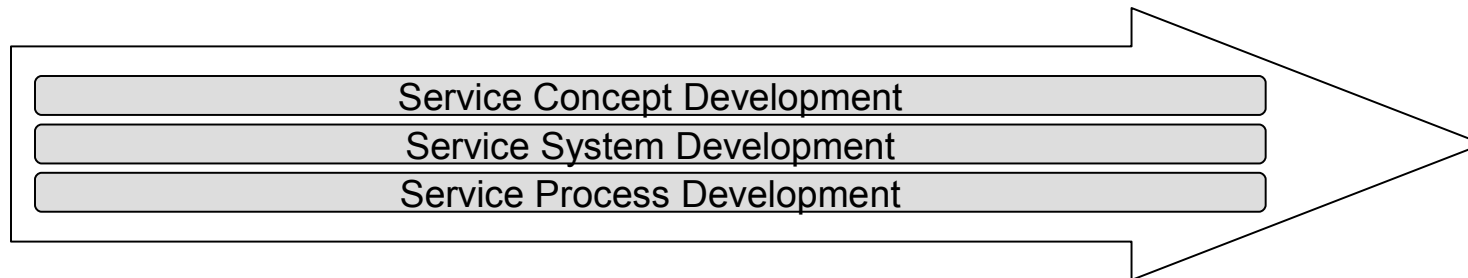 Service Concept Development
Service System Development
Service Process Development